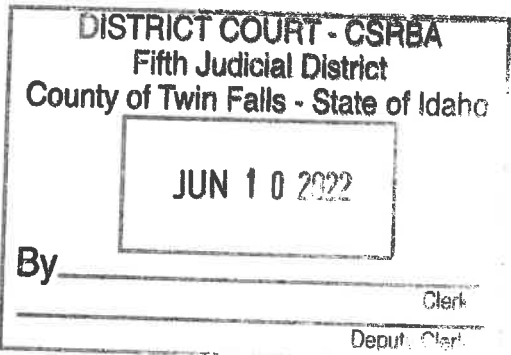 DISTRICT COURT - CSRBA
Fifth Judicial District
County of Twin Falls - State of Idaho
JUN 10 2022
By
Clerk
Deputy Clerk